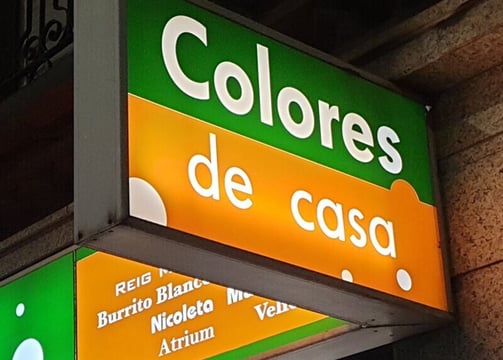 Colores
de casa
REIG
Burrito Blanco
Nicoleta
Atrium